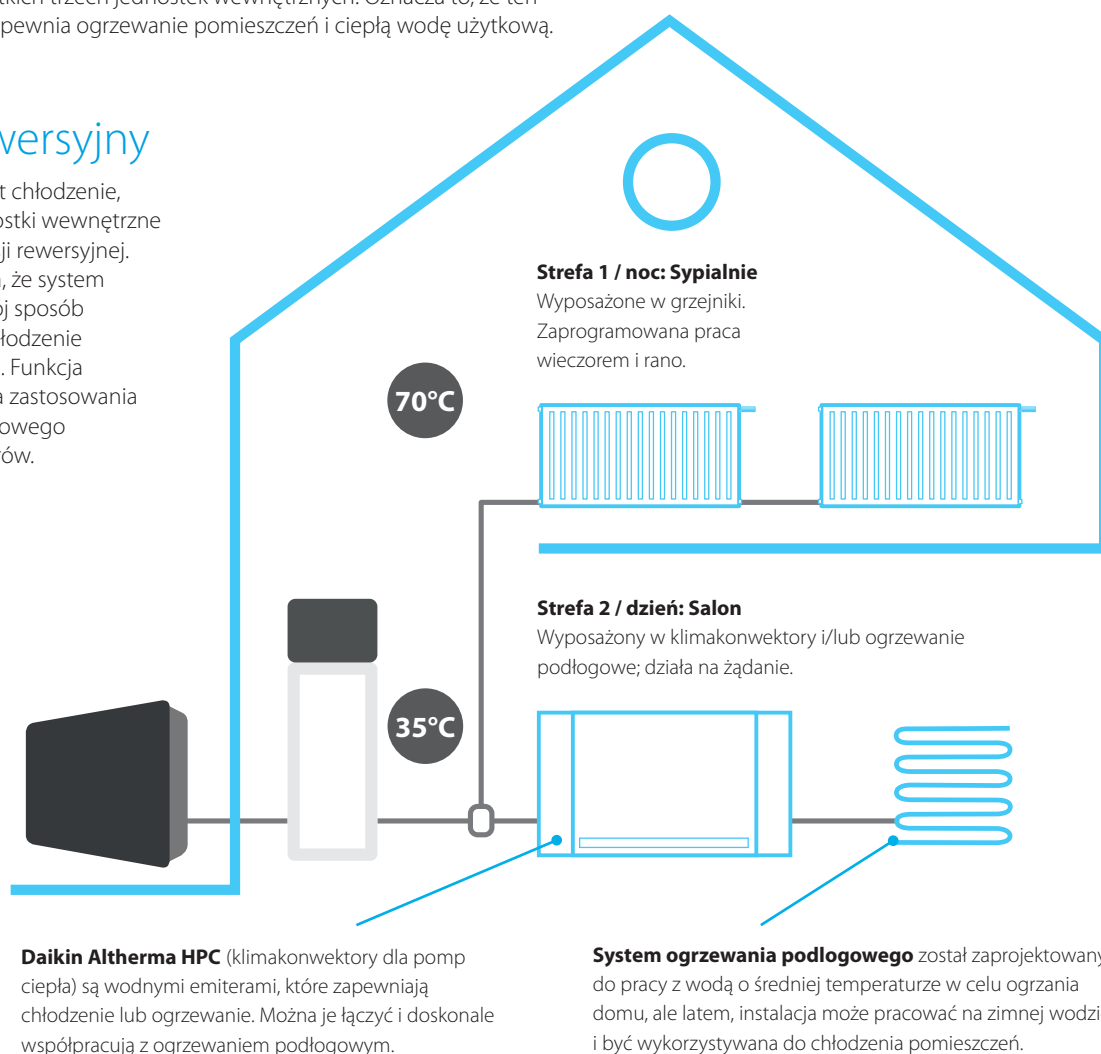 pewnia ogrzewanie pomieszczeń i ciepłą wodę użytkową.
wersyjny
t chłodzenie,
ostki wewnętrzne
ji rewersyjnej.
, że system
j sposób
łodzenie
. Funkcja
a zastosowania
owego
rów.
Strefa 1 / noc: Sypialnie
Wyposażone w grzejniki.
Zaprogramowana praca
wieczorem i rano.
70°C
Strefa 2 / dzień: Salon
Wyposażony w klimakonwektory i/lub ogrzewanie
podłogowe; działa na żądanie.
35°C
Daikin Altherma HPC (klimakonwektory dla pomp
ciepła) są wodnymi emiterami, które zapewniają
chłodzenie lub ogrzewanie. Można je łączyć i doskonale
współpracują z ogrzewaniem podłogowym.
System ogrzewania podlogowego został zaprojektowany
do pracy z wodą o średniej temperaturze w celu ogrzania
domu, ale latem, instalacja może pracować na zimnej wodzi
i być wykorzystywana do chłodzenia pomieszczeń.